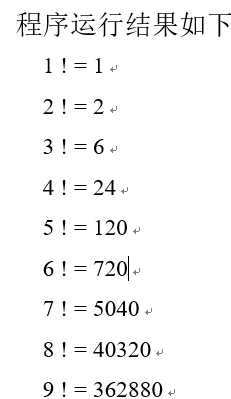 程序运行结果如下
1 ! = 1
2 ! = 2
3 ! = 6
4 ! = 24
5 ! = 120
6 ! = 720
7 ! = 5040
8 ! = 40320
9 ! = 362880